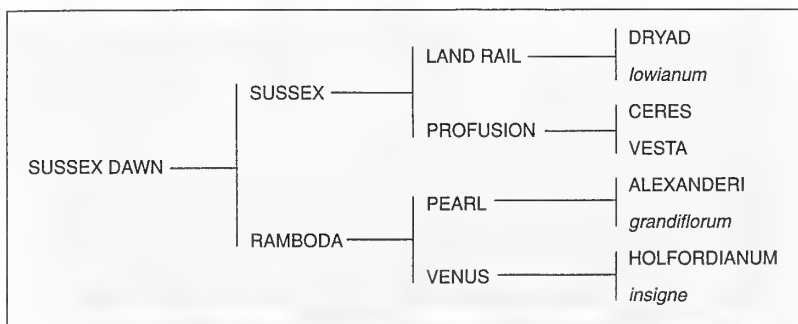 DRYAD
LAND RAIL
lowianum
SUSSEX
CERES
PROFUSION
VESTA
SUSSEX DAWN
ALEXANDERI
PEARL
grandiflorum
RAMBODA
HOLFORDIANUM
VENUS
insigne